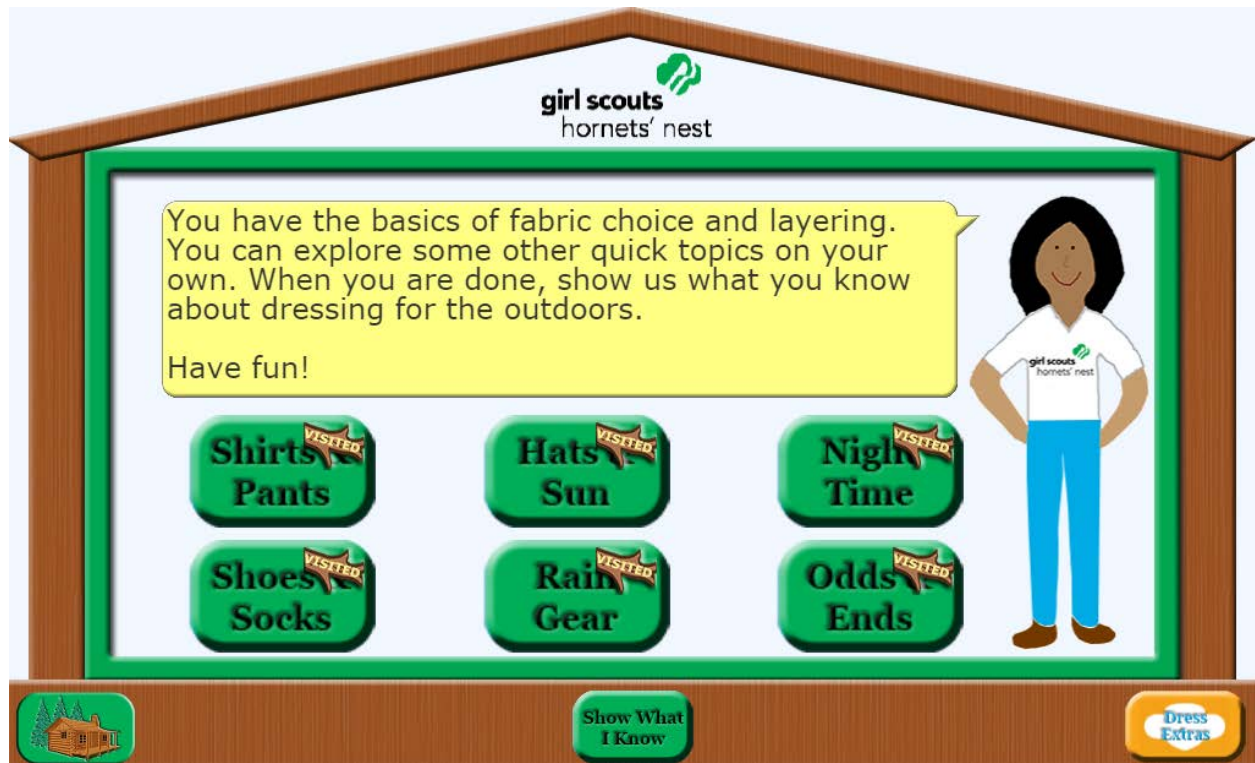 girl scouts
hornets' nest
You have the basics of fabric choice and layering.
You can explore some other quick topics on your
own. When you are done, show us what you know
about dressing for the outdoors.
Have fun!
girl scouts
hornets' nest
Shirts
VISITED
Pants
Hats
VISITED
Sun
Night
VISITED
Time
Shoes
VISITED
Socks
Rain
VISITED
Gear
Odds
VISITED
Ends
Show What
I Know
Dress
Extras